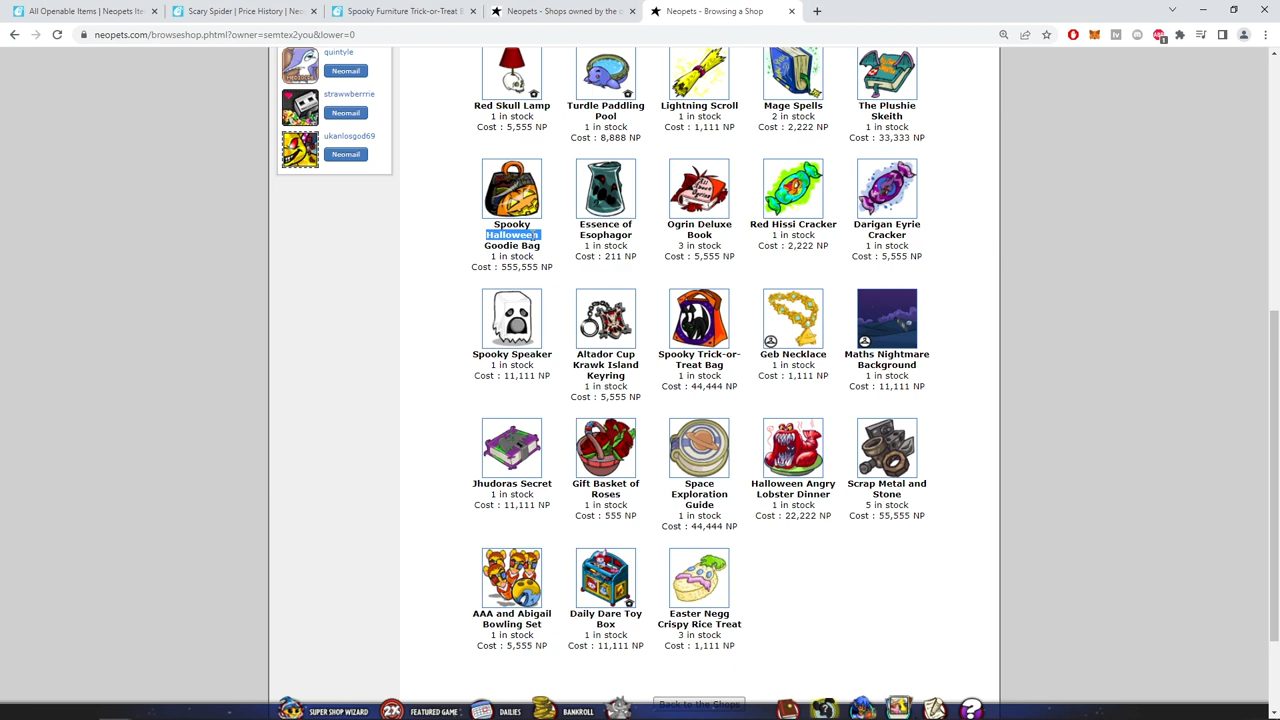 All Openable Items | Neopets Ite
Scary Spider | Price History | Neo
Spooky Furniture Trick-or-Treat B
Neopets - Shops owned by the o
Neopets - Browsing a Shop
neopets.com/browseshop.phtml?owner=semtex2you&lower=0
quintyle
Neomail
strawwberrrie
Neomail
ukanlosgod69
Neomail
Red Skull Lamp
1 in stock
Cost : 5,555 NP
Turdle Paddling
Pool
1 in stock
Cost : 8,888 NP
Lightning Scroll
1 in stock
Cost : 1,111 NP
Mage Spells
2 in stock
Cost : 2,222 NP
The Plushie
Skeith
1 in stock
Cost : 33,333 NP
Spooky
Halloween
Goodie Bag
1 in stock
Cost : 555,555 NP
Essence of
Esophagor
1 in stock
Cost : 211 NP
Ogrin Deluxe
Book
3 in stock
Cost : 5,555 NP
Red Hissi Cracker
1 in stock
Cost : 2,222 NP
Darigan Eyrie
Cracker
1 in stock
Cost : 5,555 NP
Spooky Speaker
1 in stock
Cost : 11,111 NP
Altador Cup
Krawk Island
Keyring
1 in stock
Cost : 5,555 NP
Spooky Trick-or-
Treat Bag
1 in stock
Cost : 44,444 NP
Geb Necklace
1 in stock
Cost : 1,111 NP
Maths Nightmare
Background
1 in stock
Cost : 11,111 NP
Jhudoras Secret
1 in stock
Cost : 11,111 NP
Gift Basket of
Roses
1 in stock
Cost : 555 NP
Space
Exploration
Guide
1 in stock
Cost : 44,444 NP
Halloween Angry
Lobster Dinner
1 in stock
Cost : 22,222 NP
Scrap Metal and
Stone
5 in stock
Cost : 55,555 NP
AAA and Abigail
Bowling Set
1 in stock
Cost : 5,555 NP
Daily Dare Toy
Box
1 in stock
Cost : 11,111 NP
Easter Negg
Crispy Rice Treat
3 in stock
Cost : 1,111 NP
Back to the Shops
SUPER SHOP WIZARD
2X
FEATURED GAME
DAILIES
BANKROLL